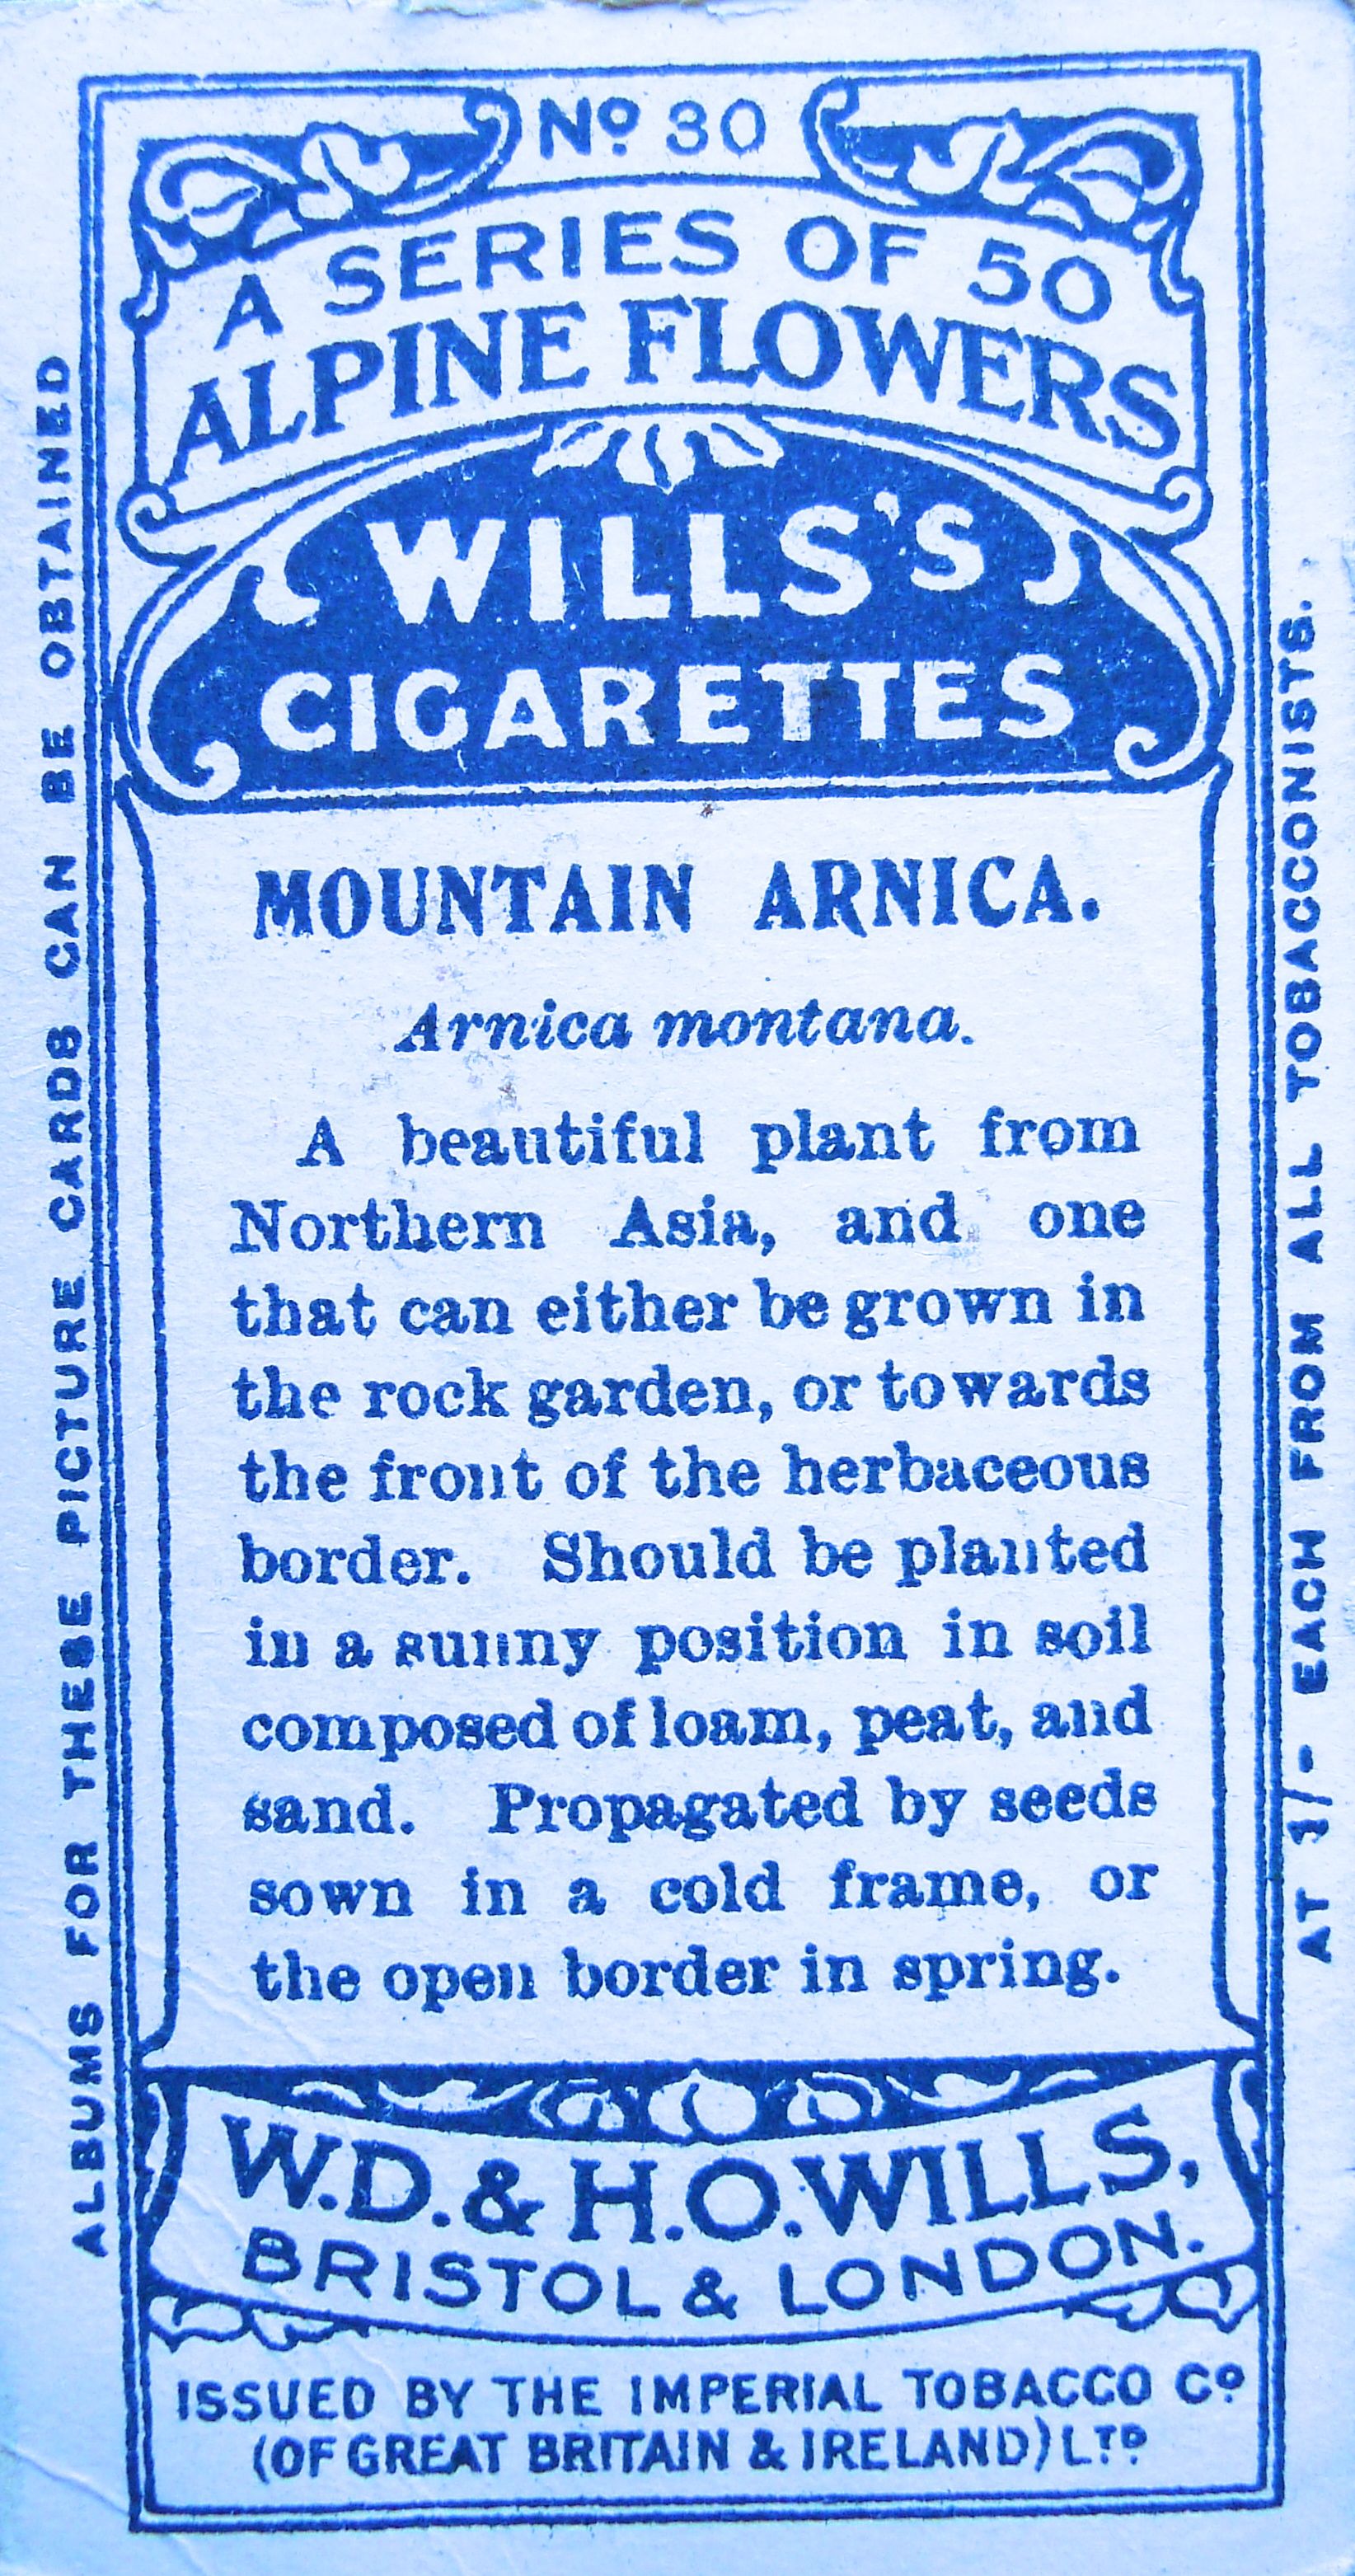 Nº 30
A SERIES OF 50
ALPINE FLOWERS
WILLS'S
CIGARETTES
MOUNTAIN ARNICA.
Arnica montana.
A beautiful plant from
Northern Asia, and one
that can either be grown in
the rock garden, or towards
the front of the herbaceous
border. Should be planted
in a sunny position in soil
composed of loam, peat, and
sand. Propagated by seeds
sown in a cold frame, or
the open border in spring.
W.D. & H.O. WILLS,
BRISTOL & LONDON.
ISSUED BY THE IMPERIAL TOBACCO Cº
(OF GREAT BRITAIN & IRELAND) LTD
ALBUMS FOR THESE PICTURE CARDS CAN BE OBTAINED
AT 1/- EACH FROM ALL TOBACCONISTS.